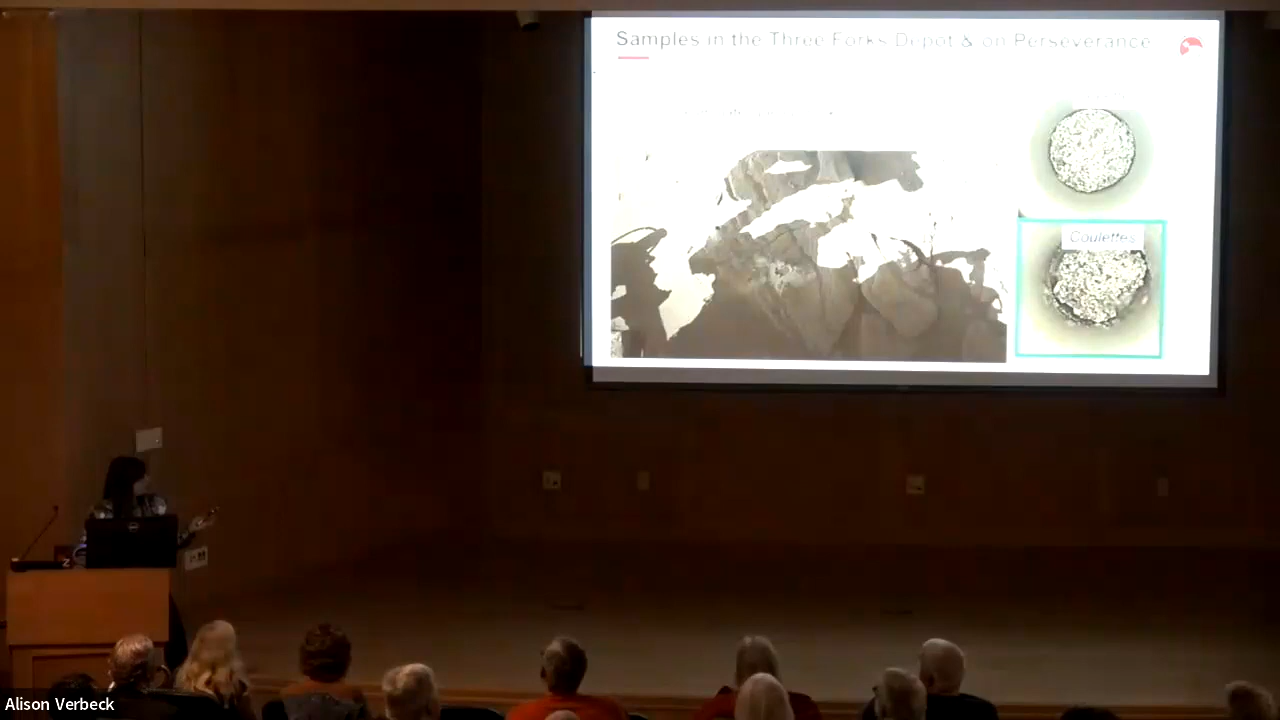 Samples in the Three Forks Depot & on Perseverance
Coulettes
Alison Verbeck